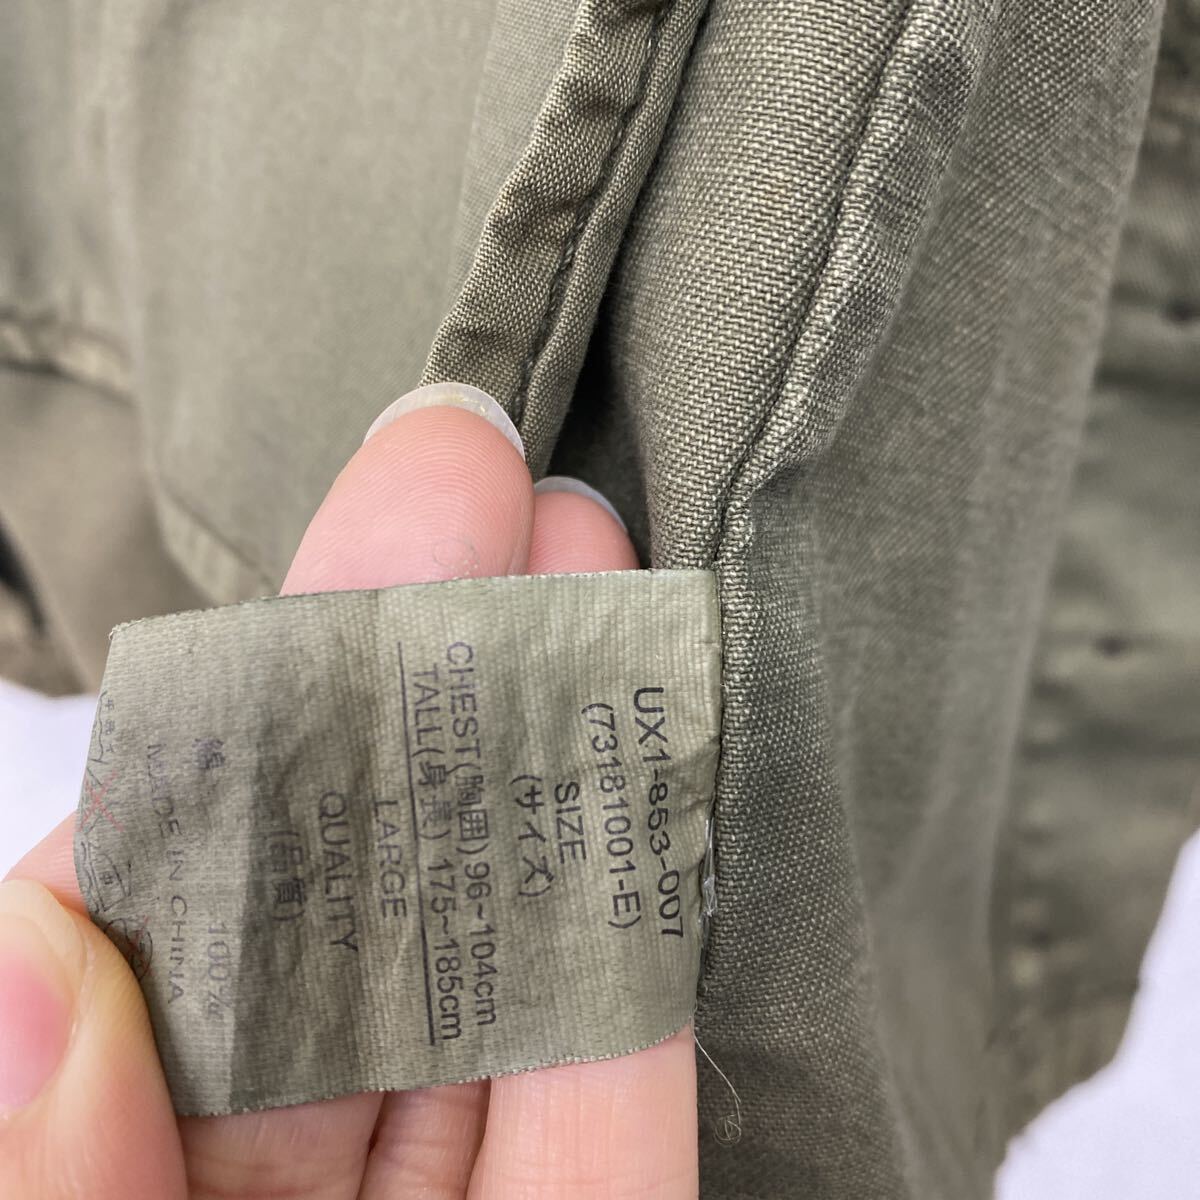 UX1-853-007
(73181001-E)
SIZE
(サイズ)
CHEST(胸囲)96~104cm
TALL(身長) 175~185cm
LARGE
QUALITY
(品質)
綿 100%
MADE IN CHINA